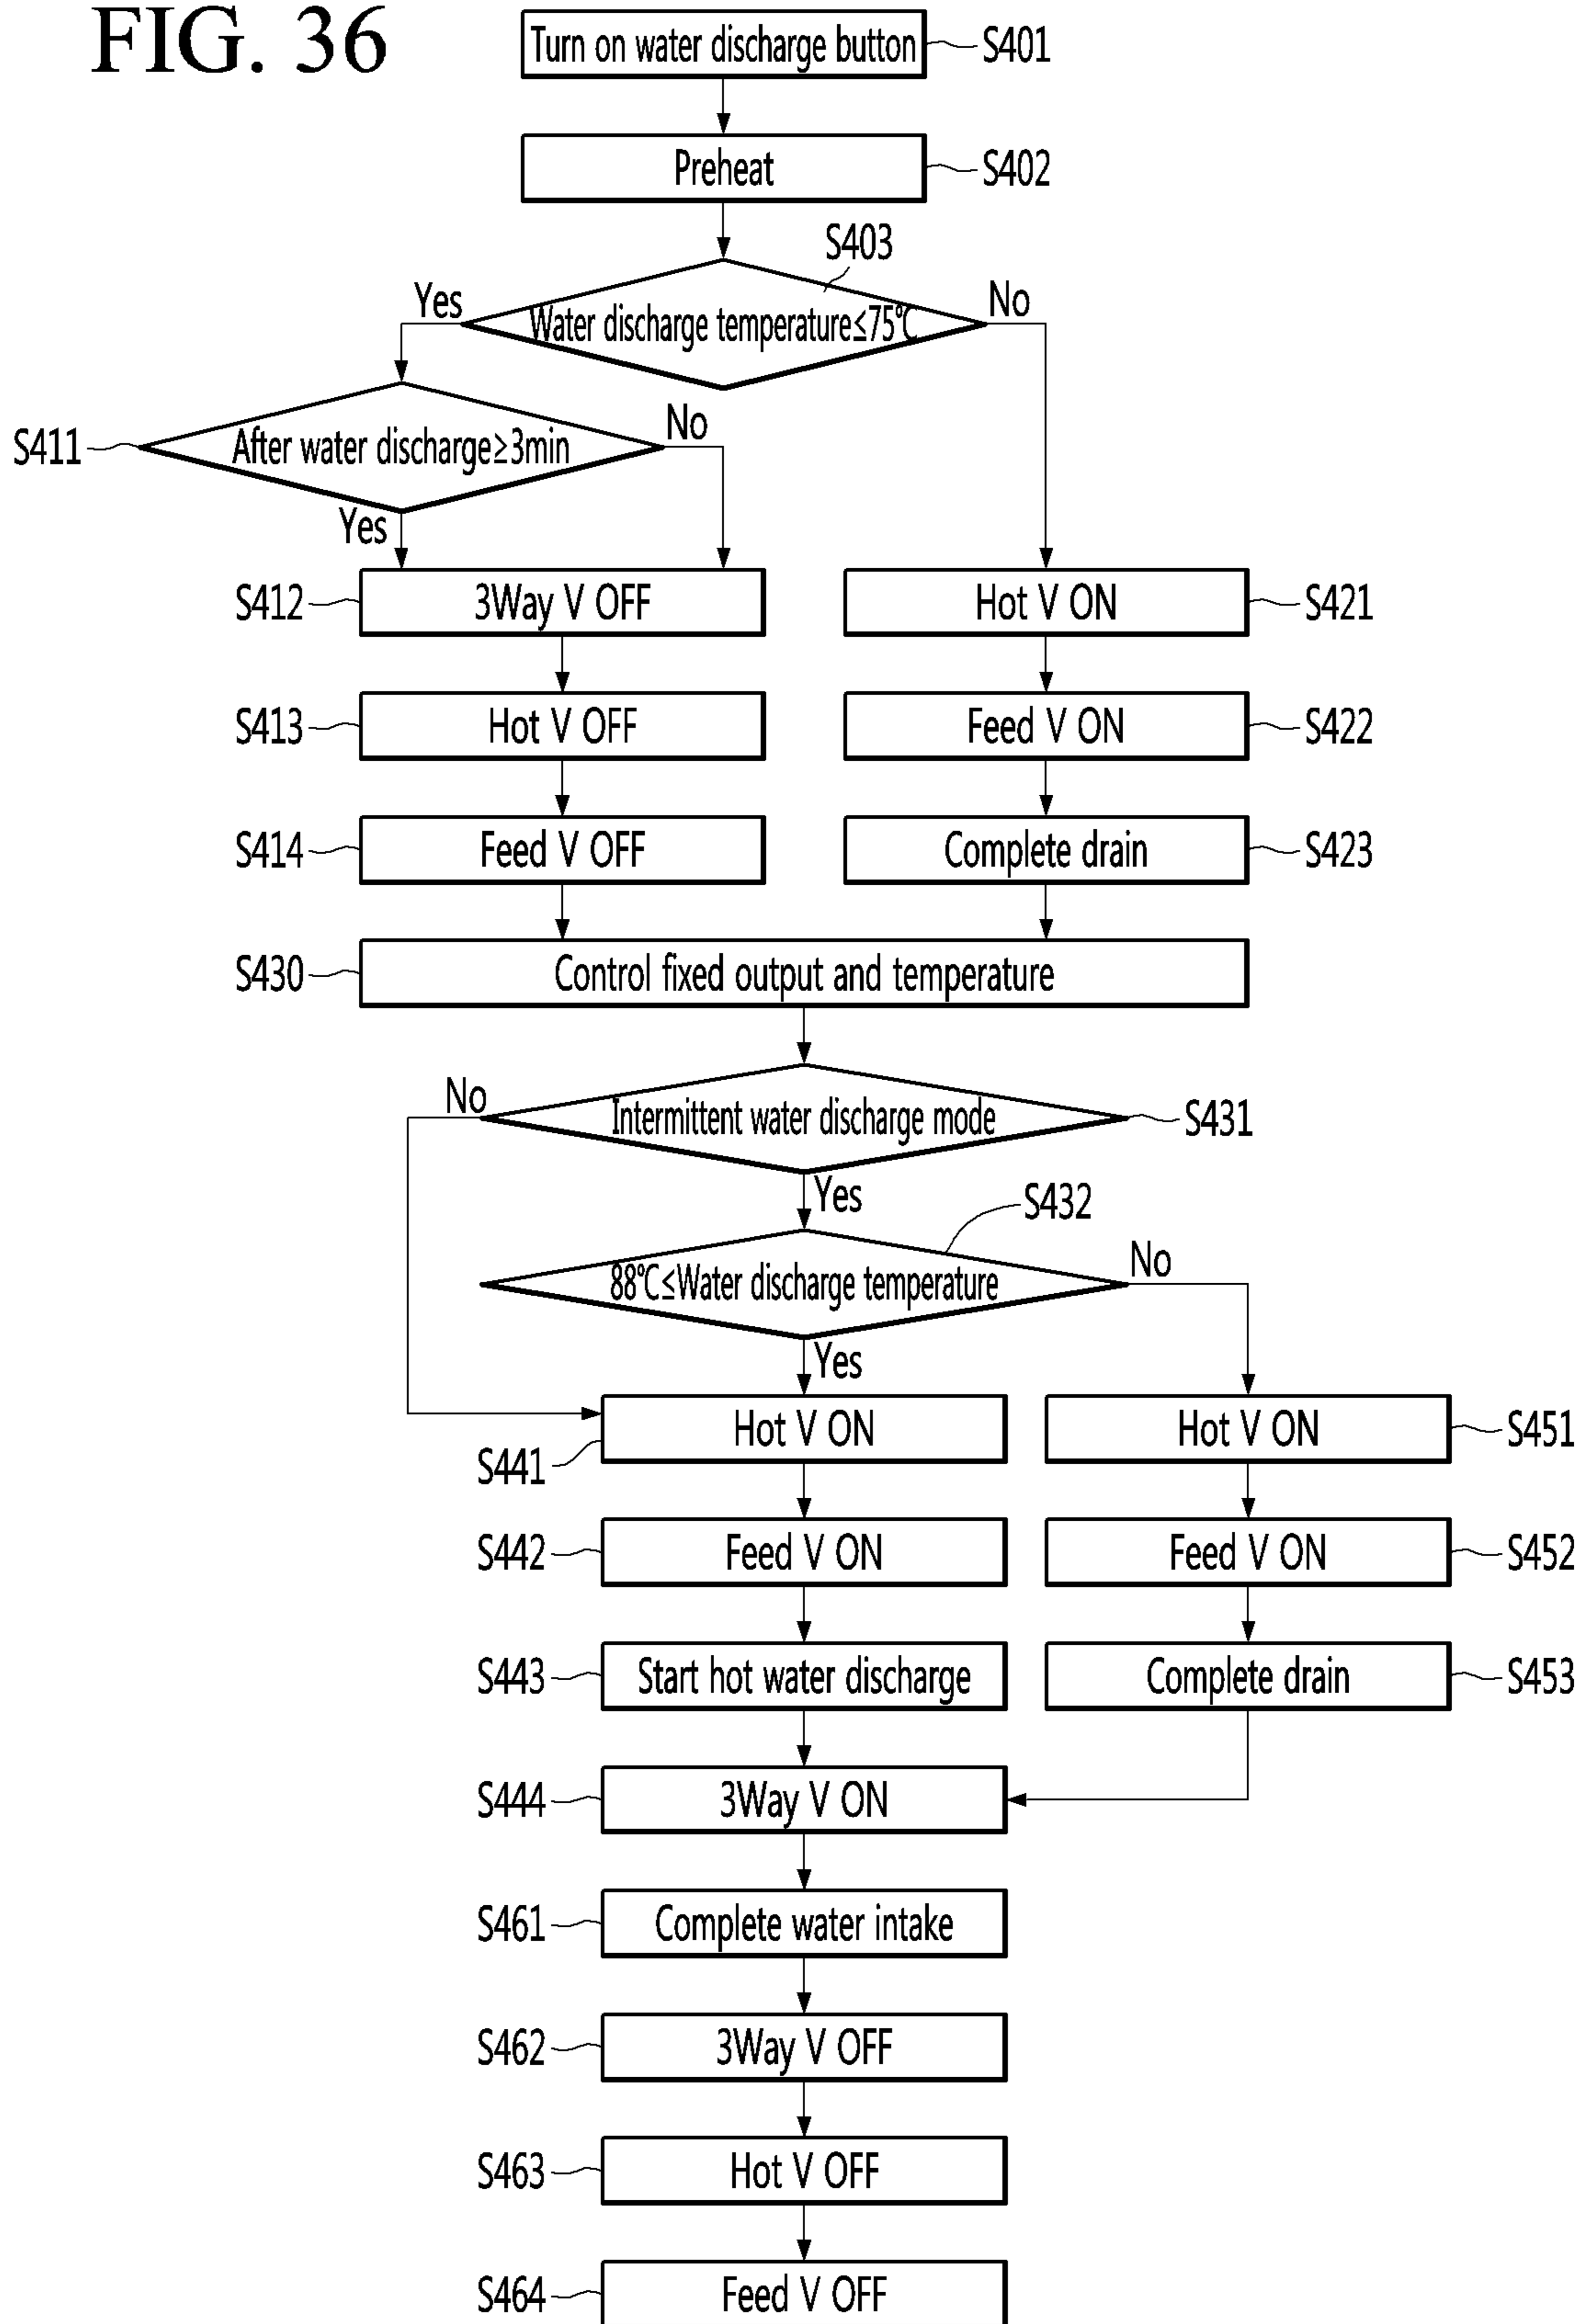 FIG. 36
Turn on water discharge button
S401
Preheat
S402
S403
Yes
Water discharge temperature≤75°C
No
S411
After water discharge≥3min
No
Yes
S412
3Way V OFF
Hot V ON
S421
S413
Hot V OFF
Feed V ON
S422
S414
Feed V OFF
Complete drain
S423
S430
Control fixed output and temperature
No
Intermittent water discharge mode
S431
Yes
S432
88°C≤Water discharge temperature
No
Yes
Hot V ON
S441
Hot V ON
S451
S442
Feed V ON
Feed V ON
S452
S443
Start hot water discharge
Complete drain
S453
S444
3Way V ON
S461
Complete water intake
S462
3Way V OFF
S463
Hot V OFF
S464
Feed V OFF